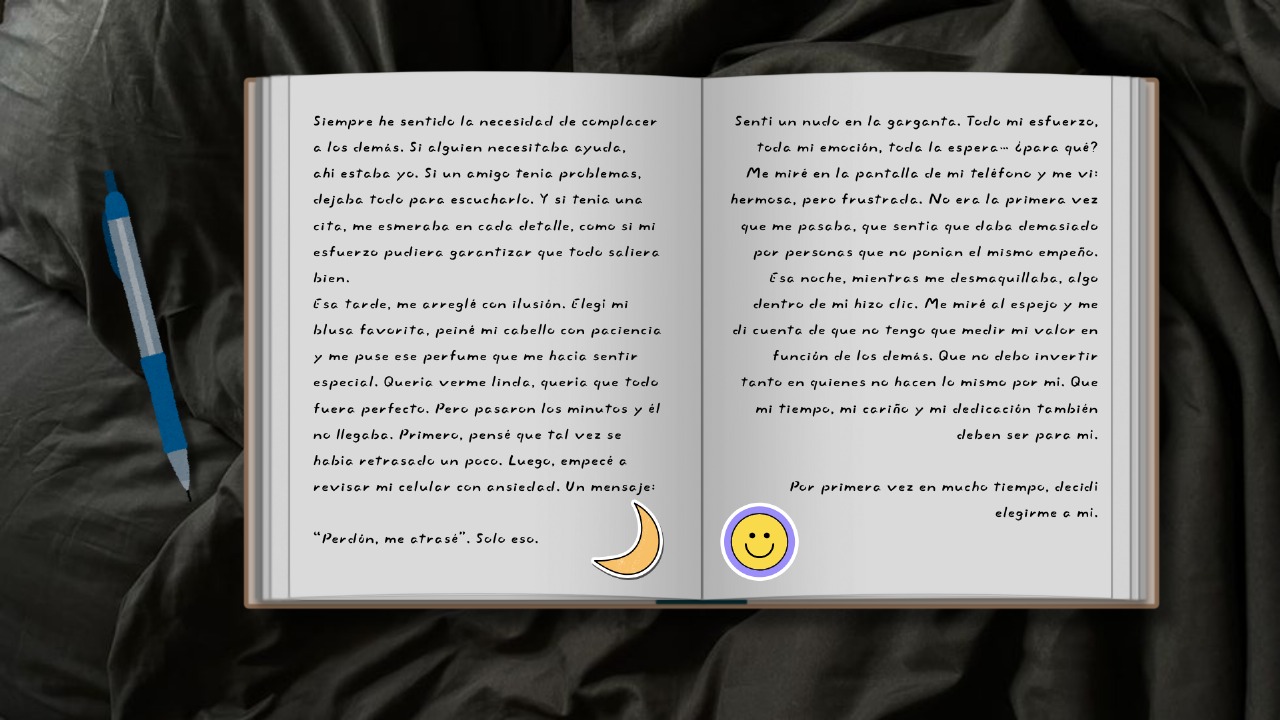 Siempre he sentido la necesidad de complacer
a los demás. Si alguien necesitaba ayuda,
ahí estaba yo. Si un amigo tenía problemas,
dejaba todo para escucharlo. Y si tenía una
cita, me esmeraba en cada detalle, como si mi
esfuerzo pudiera garantizar que todo saliera
bien.
Esa tarde, me arreglé con ilusión. Elegí mi
blusa favorita, peiné mi cabello con paciencia
y me puse ese perfume que me hacía sentir
especial. Quería verme linda, quería que todo
fuera perfecto. Pero pasaron los minutos y él
no llegaba. Primero, pensé que tal vez se
había retrasado un poco. Luego, empecé a
revisar mi celular con ansiedad. Un mensaje:
“Perdón, me atrasé”. Solo eso.
Sentí un nudo en la garganta. Todo mi esfuerzo,
toda mi emoción, toda la espera… ¿para qué?
Me miré en la pantalla de mi teléfono y me vi:
hermosa, pero frustrada. No era la primera vez
que me pasaba, que sentía que daba demasiado
por personas que no ponían el mismo empeño.
Esa noche, mientras me desmaquillaba, algo
dentro de mí hizo clic. Me miré al espejo y me
di cuenta de que no tengo que medir mi valor en
función de los demás. Que no debo invertir
tanto en quienes no hacen lo mismo por mí. Que
mi tiempo, mi cariño y mi dedicación también
deben ser para mí.
Por primera vez en mucho tiempo, decidí
elegirme a mí.